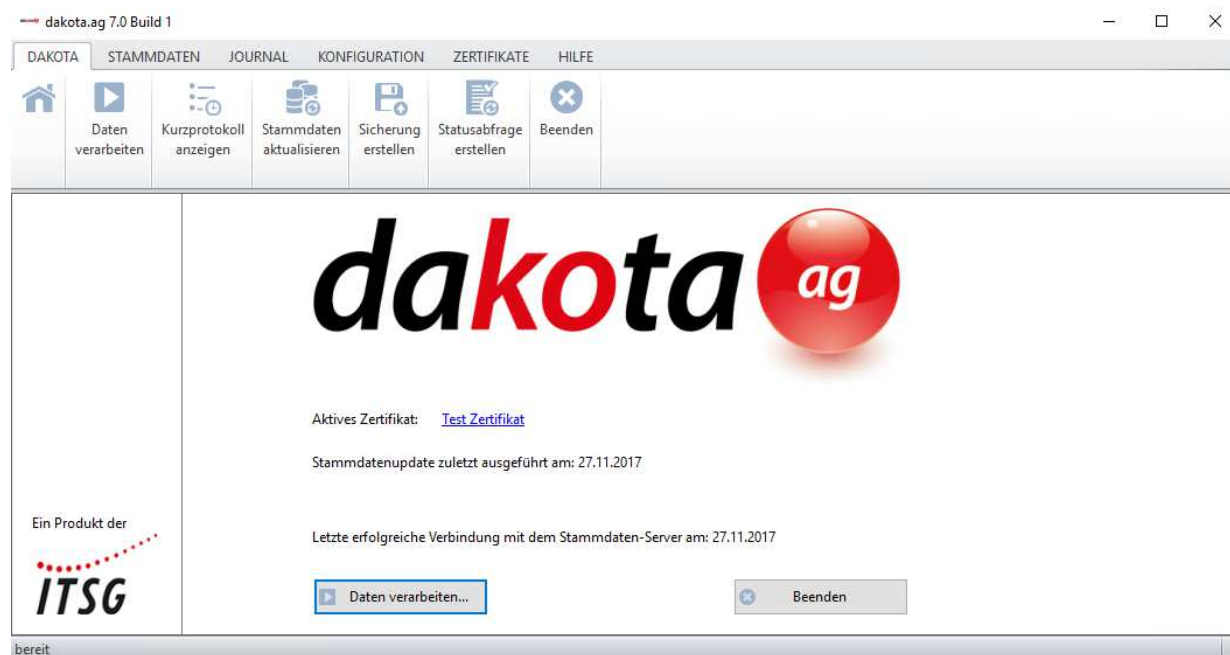 dakota.ag 7.0 Build 1
DAKOTA STAMMDATEN JOURNAL KONFIGURATION ZERTIFIKATE HILFE
Daten verarbeiten
Kurzprotokoll anzeigen
Stammdaten aktualisieren
Sicherung erstellen
Statusabfrage erstellen
Beenden
dakota ag
Aktives Zertifikat: Test Zertifikat
Stammdatenupdate zuletzt ausgeführt am: 27.11.2017
Letzte erfolgreiche Verbindung mit dem Stammdaten-Server am: 27.11.2017
Ein Produkt der
ITSG
Daten verarbeiten... Beenden
bereit